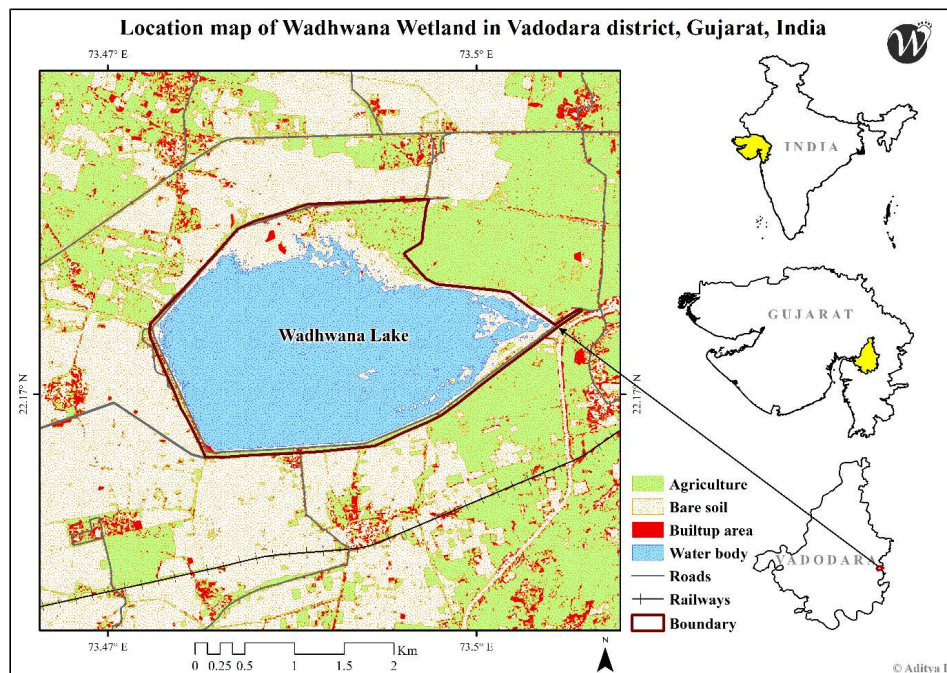 Location map of Wadhwana Wetland in Vadodara district, Gujarat, India
W
73.47° E
73.5° E
INDIA
GUJARAT
Wadhwana Lake
22.17° N
22.17° N
Agriculture
Bare soil
Builtup area
Water body
Roads
Railways
Boundary
VADODARA
73.47° E
73.5° E
Km
0 0.25 0.5 1 1.5 2
N
© Aditya